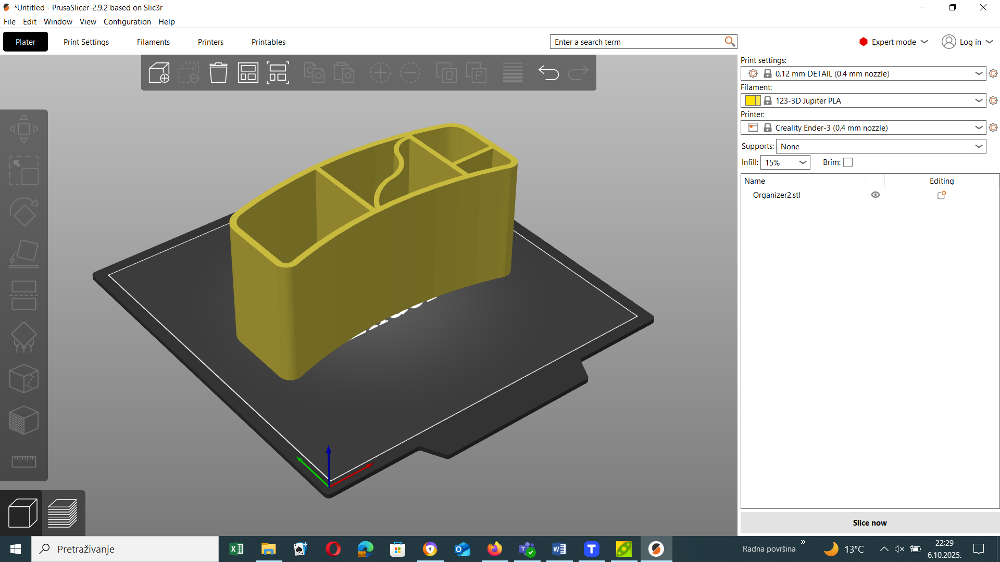 *Untitled - PrusaSlicer-2.9.2 based on Slic3r
File Edit Window View Configuration Help
Plater Print Settings Filaments Printers Printables Enter a search term Expert mode Log in
Print settings:
0.12 mm DETAIL (0.4 mm nozzle)
Filament:
123-3D Jupiter PLA
Printer:
Creality Ender-3 (0.4 mm nozzle)
Supports: None
Infill: 15% Brim:
Name Editing
Organizer2.stl
Slice now
Pretraživanje
Radna površina
13°C
22:29
6.10.2025.